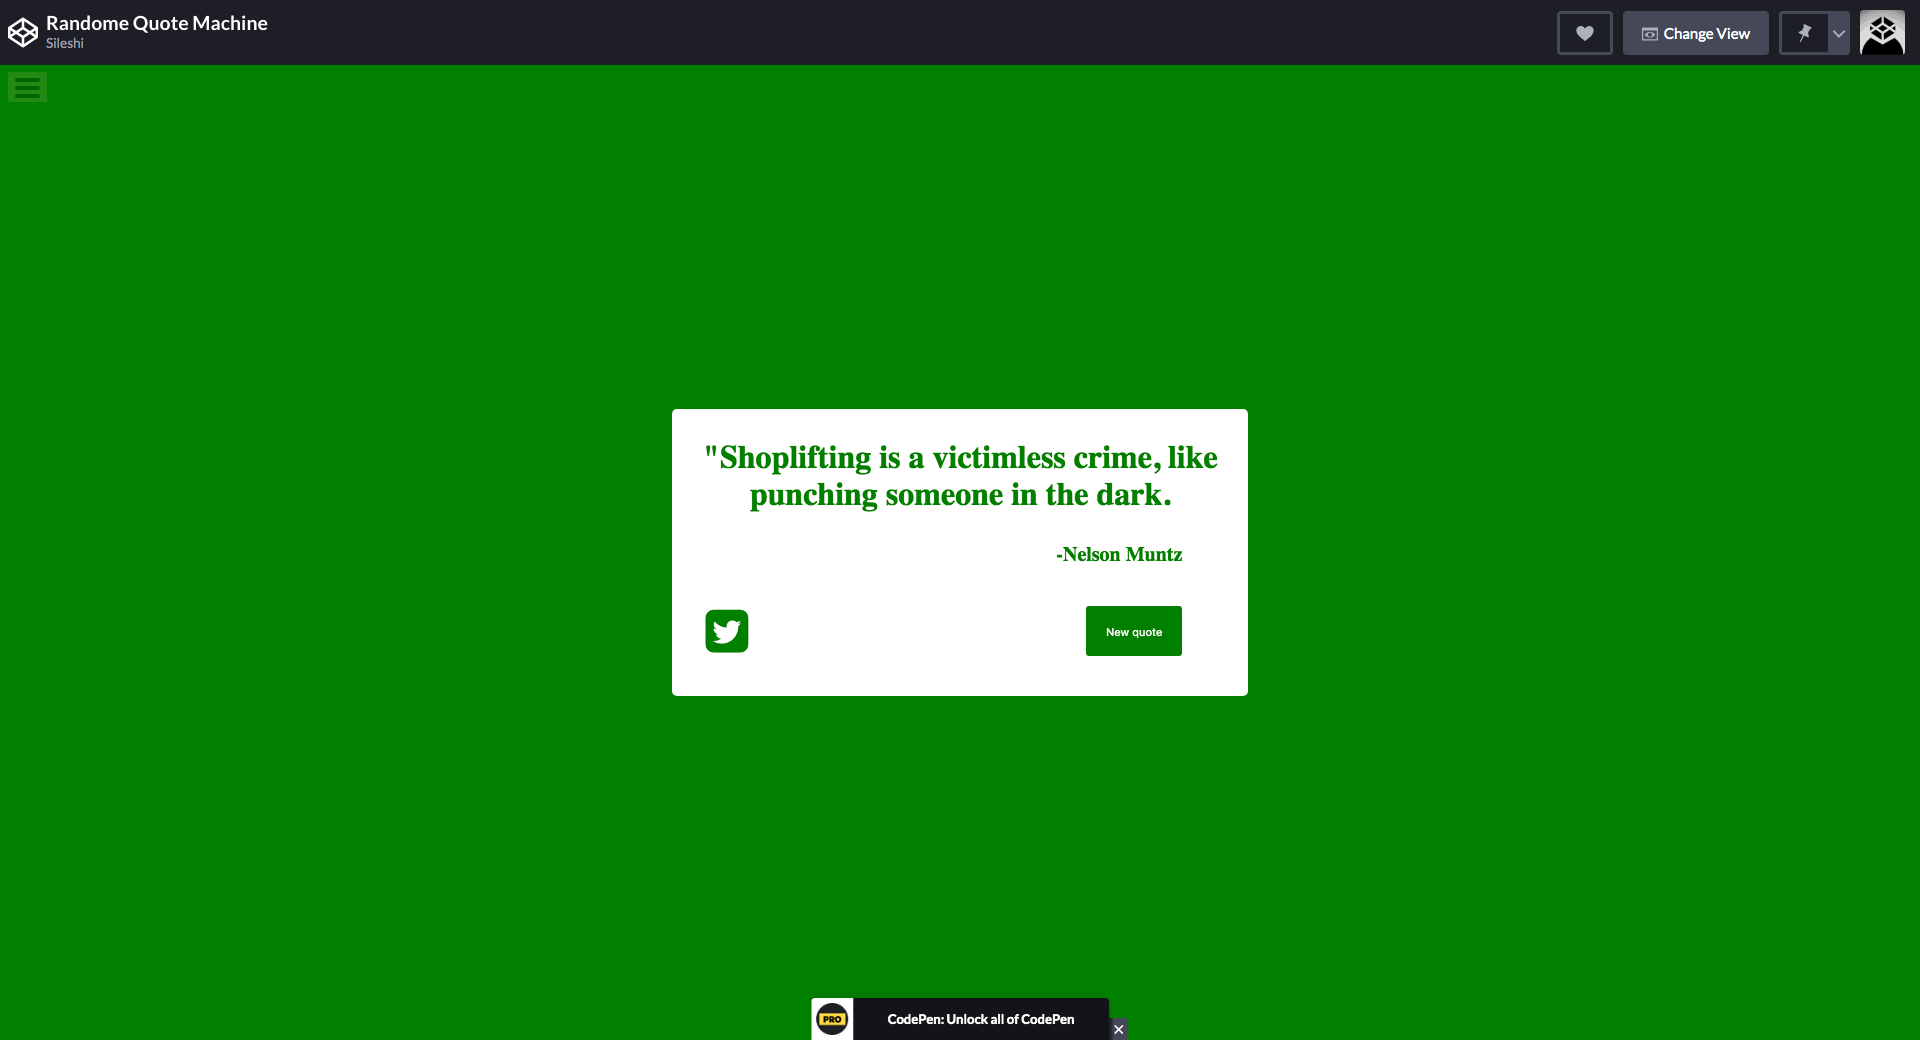 Randome Quote Machine
Sileshi
Change View
"Shoplifting is a victimless crime, like
punching someone in the dark.
-Nelson Muntz
New quote
PRO
CodePen: Unlock all of CodePen